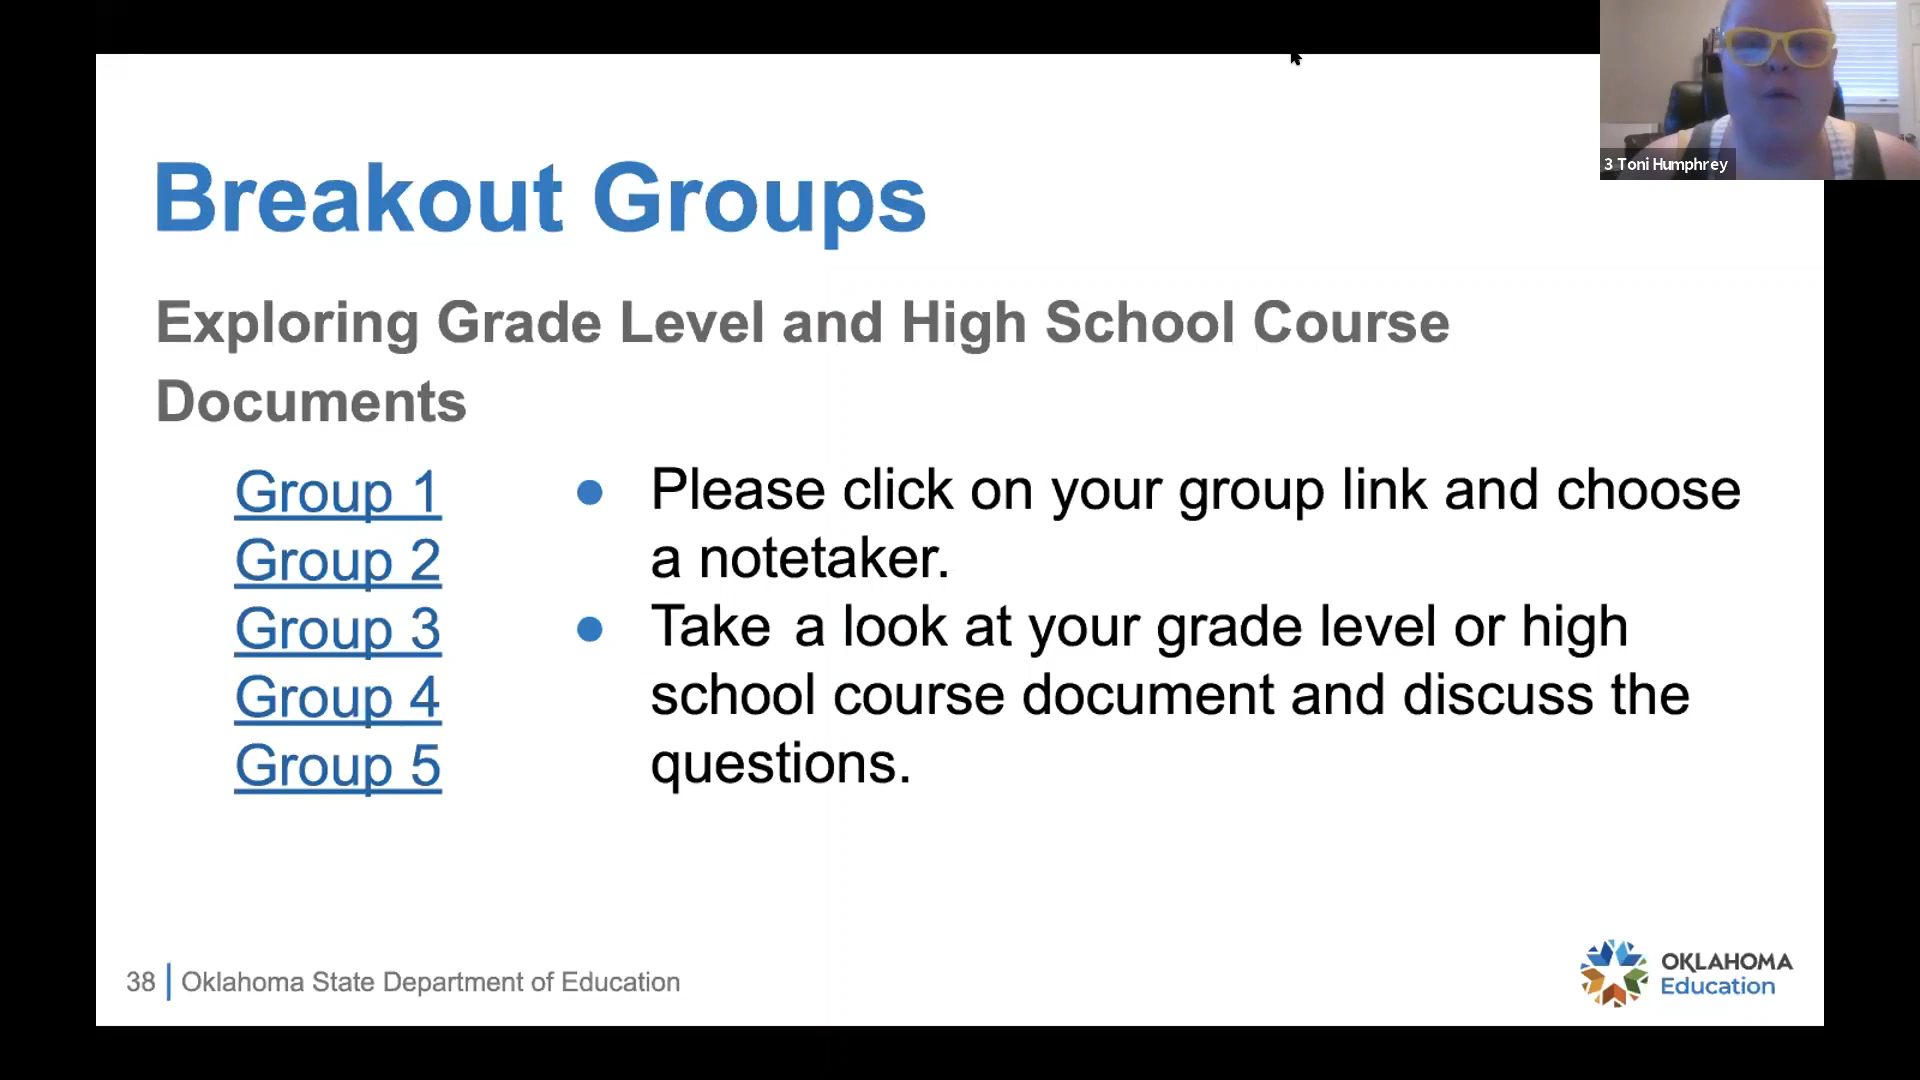 3 Toni Humphrey
Breakout Groups
Exploring Grade Level and High School Course
Documents
Group 1
Group 2
Group 3
Group 4
Group 5
● Please click on your group link and choose
a notetaker.
● Take a look at your grade level or high
school course document and discuss the
questions.
38 | Oklahoma State Department of Education
OKLAHOMA
Education